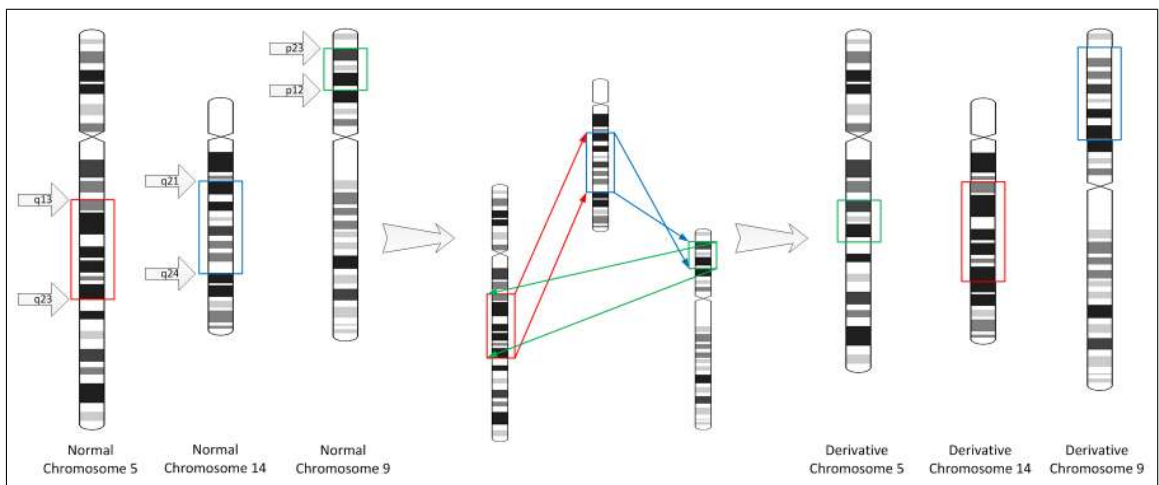 p23
p12
q21
q13
q24
q23
Normal
Chromosome 5
Normal
Chromosome 14
Normal
Chromosome 9
Derivative
Chromosome 5
Derivative
Chromosome 14
Derivative
Chromosome 9